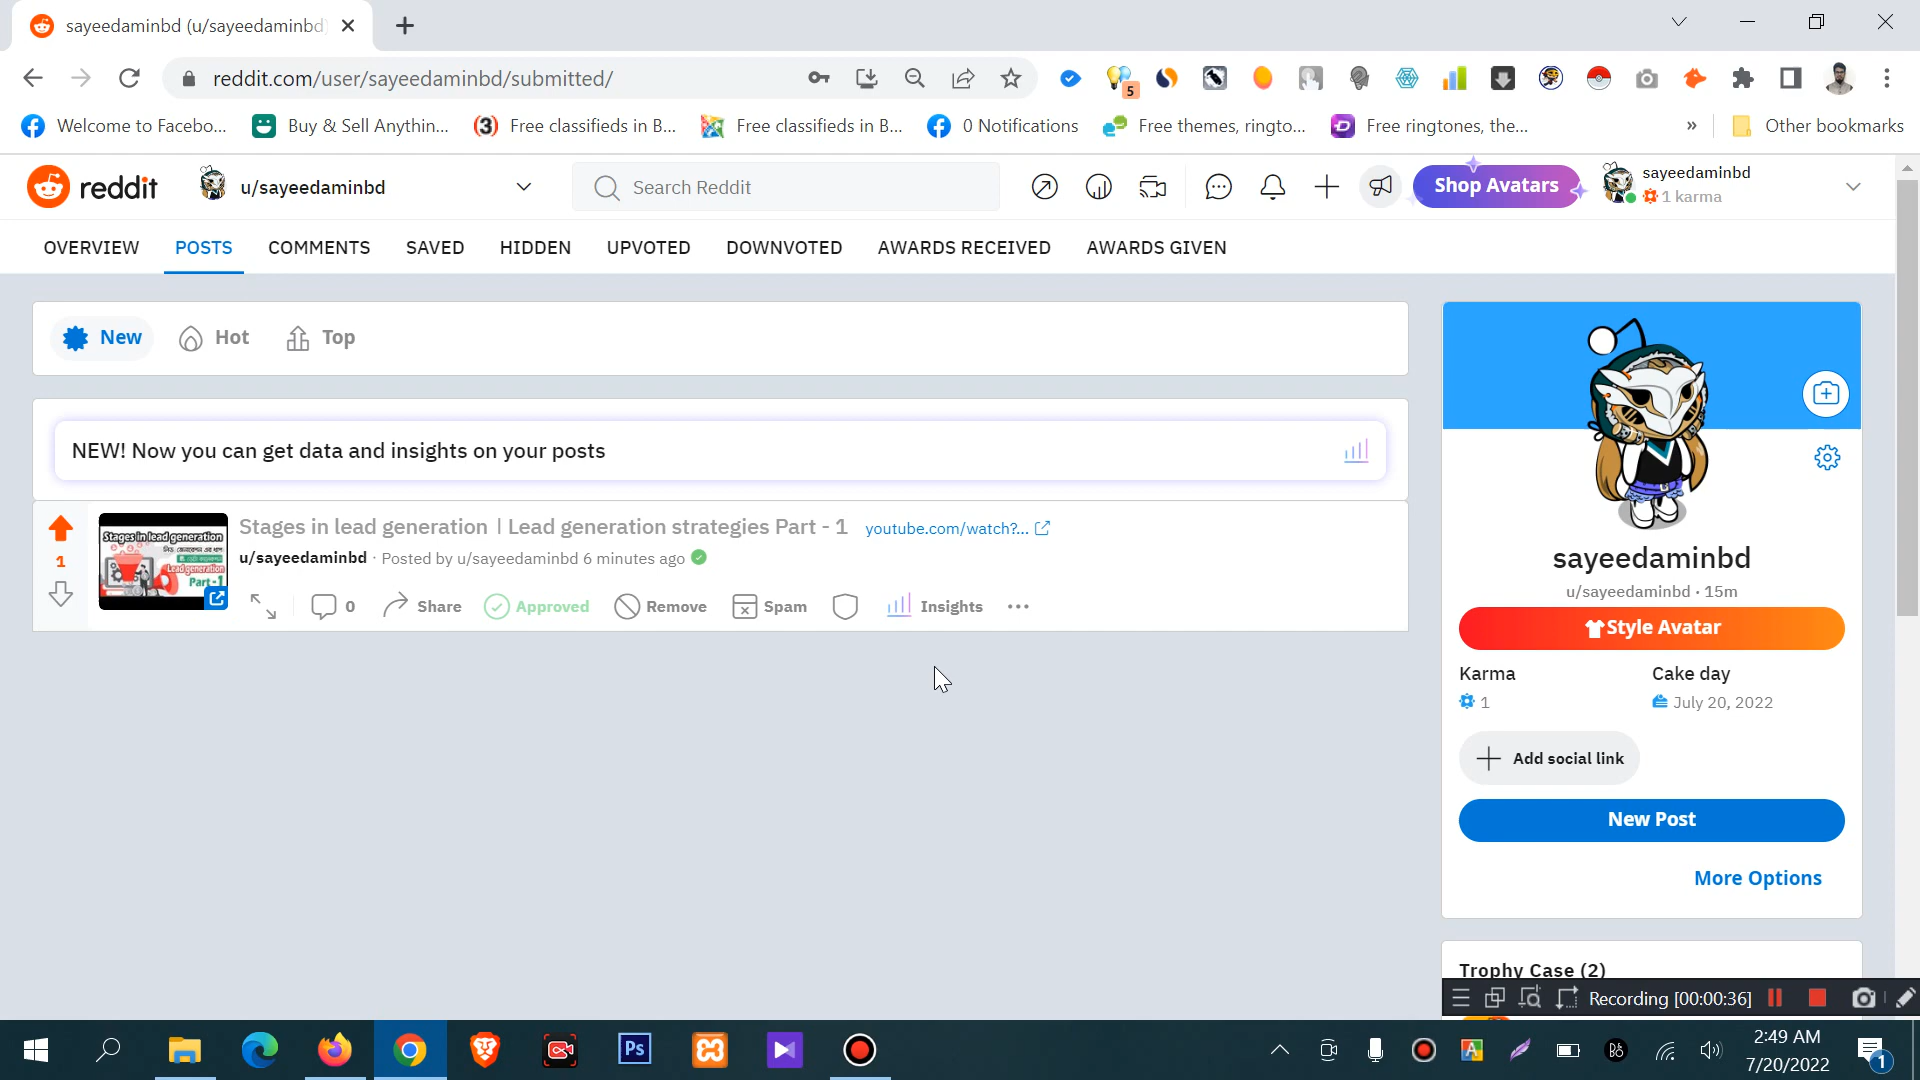 sayeedaminbd (u/sayeedaminbd)
reddit.com/user/sayeedaminbd/submitted/
5
Welcome to Facebo...
Buy & Sell Anythin...
Free classifieds in B...
Free classifieds in B...
0 Notifications
Free themes, ringto...
Free ringtones, the...
»
Other bookmarks
reddit
u/sayeedaminbd
Search Reddit
Shop Avatars
sayeedaminbd
1 karma
OVERVIEW
POSTS
COMMENTS
SAVED
HIDDEN
UPVOTED
DOWNVOTED
AWARDS RECEIVED
AWARDS GIVEN
New
Hot
Top
NEW! Now you can get data and insights on your posts
1
Stages in lead generation
Lead generation
Part-1
Stages in lead generation | Lead generation strategies Part - 1
youtube.com/watch?...
u/sayeedaminbd · Posted by u/sayeedaminbd 6 minutes ago
0
Share
Approved
Remove
Spam
Insights
sayeedaminbd
u/sayeedaminbd · 15m
Style Avatar
Karma
Cake day
1
July 20, 2022
Add social link
New Post
More Options
Trophy Case (2)
Recording [00:00:36]
Ps
2:49 AM
7/20/2022
1